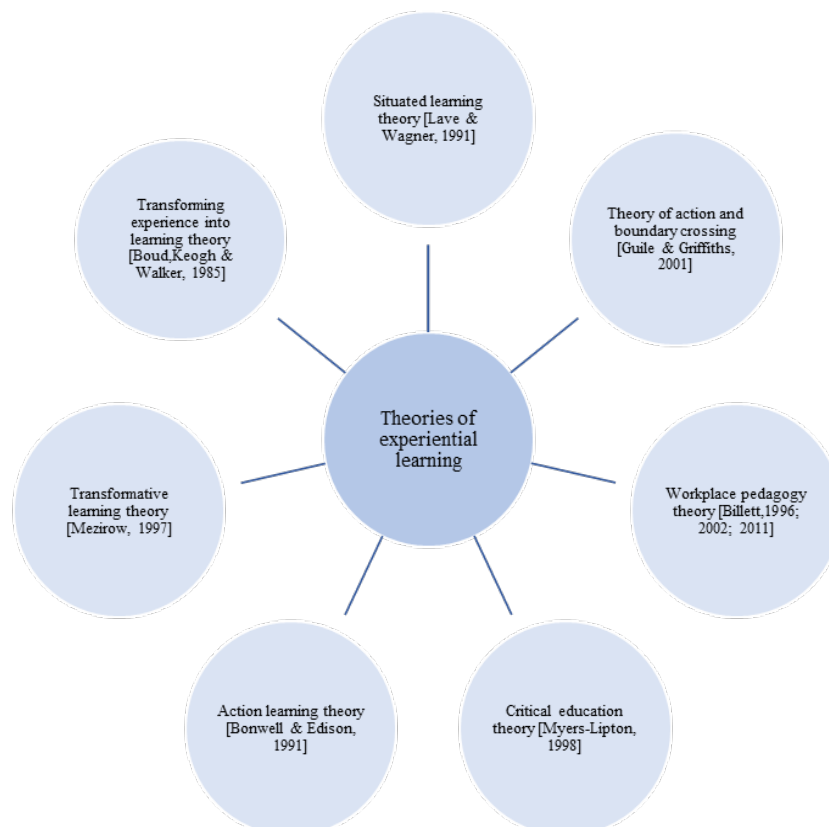 Situated learning
theory [Lave &
Wagner, 1991]
Theory of action and
boundary crossing
[Guile & Griffiths,
2001]
Workplace pedagogy
theory [Billett,1996;
2002; 2011]
Critical education
theory [Myers-Lipton,
1998]
Action learning theory
[Bonwell & Edison,
1991]
Transformative
learning theory
[Mezirow, 1997]
Transforming
experience into
learning theory
[Boud,Keogh &
Walker, 1985]
Theories of
experiential
learning